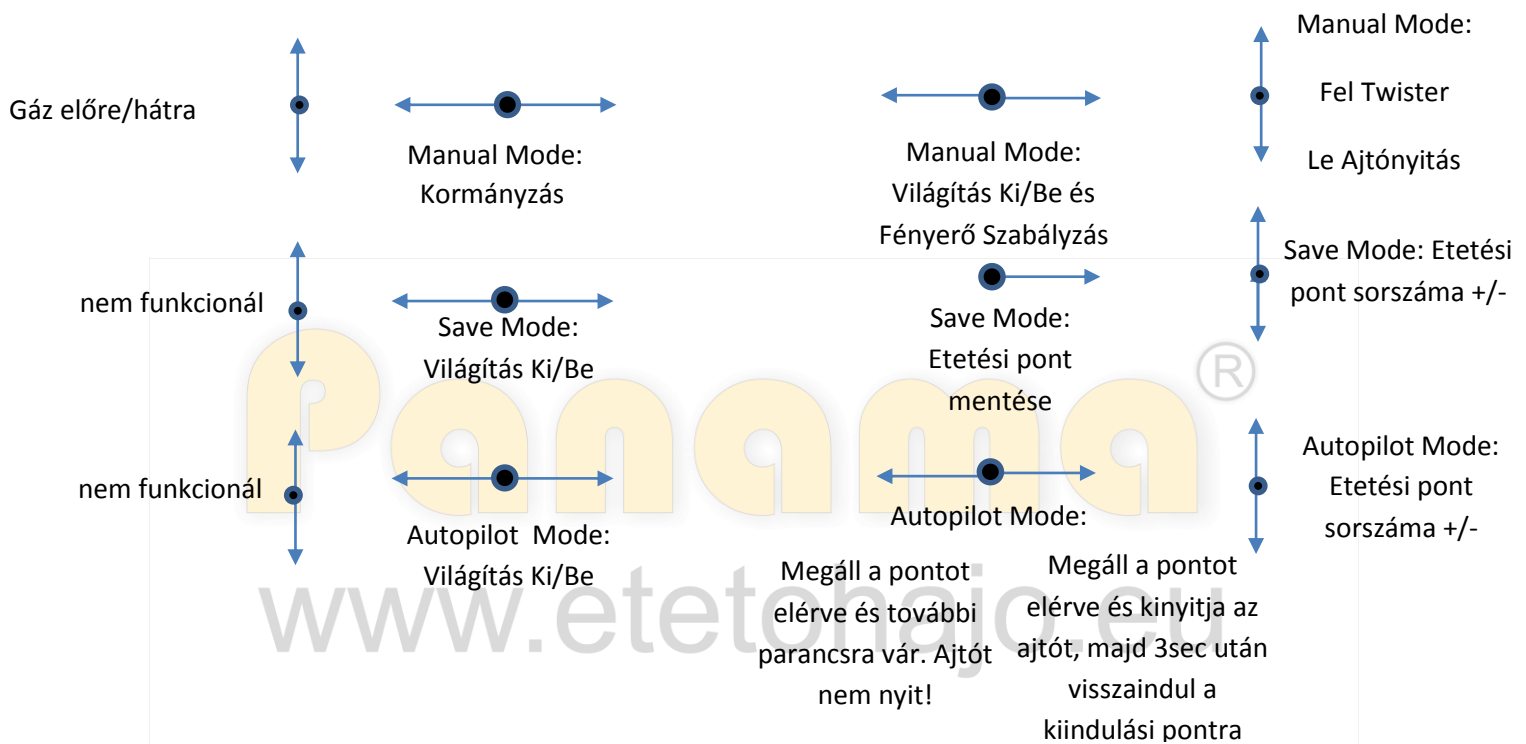 Manual Mode:
Fel Twister
Le Ajtónyitás
Gáz előre/hátra
Manual Mode:
Kormányzás
Manual Mode:
Világítás Ki/Be és
Fényerő Szabályzás
nem funkcionál
Save Mode:
Világítás Ki/Be
Save Mode:
Etetési pont
mentése
Save Mode: Etetési
pont sorszáma +/-
Panama ®
nem funkcionál
Autopilot Mode:
Világítás Ki/Be
Autopilot Mode:
Megáll a pontot
elérve és további
parancsra vár. Ajtót
nem nyit!
Megáll a pontot
elérve és kinyitja az
ajtót, majd 3sec után
visszaindul a
kiindulási pontra
Autopilot Mode:
Etetési pont
sorszáma +/-
www.etetohajo.eu